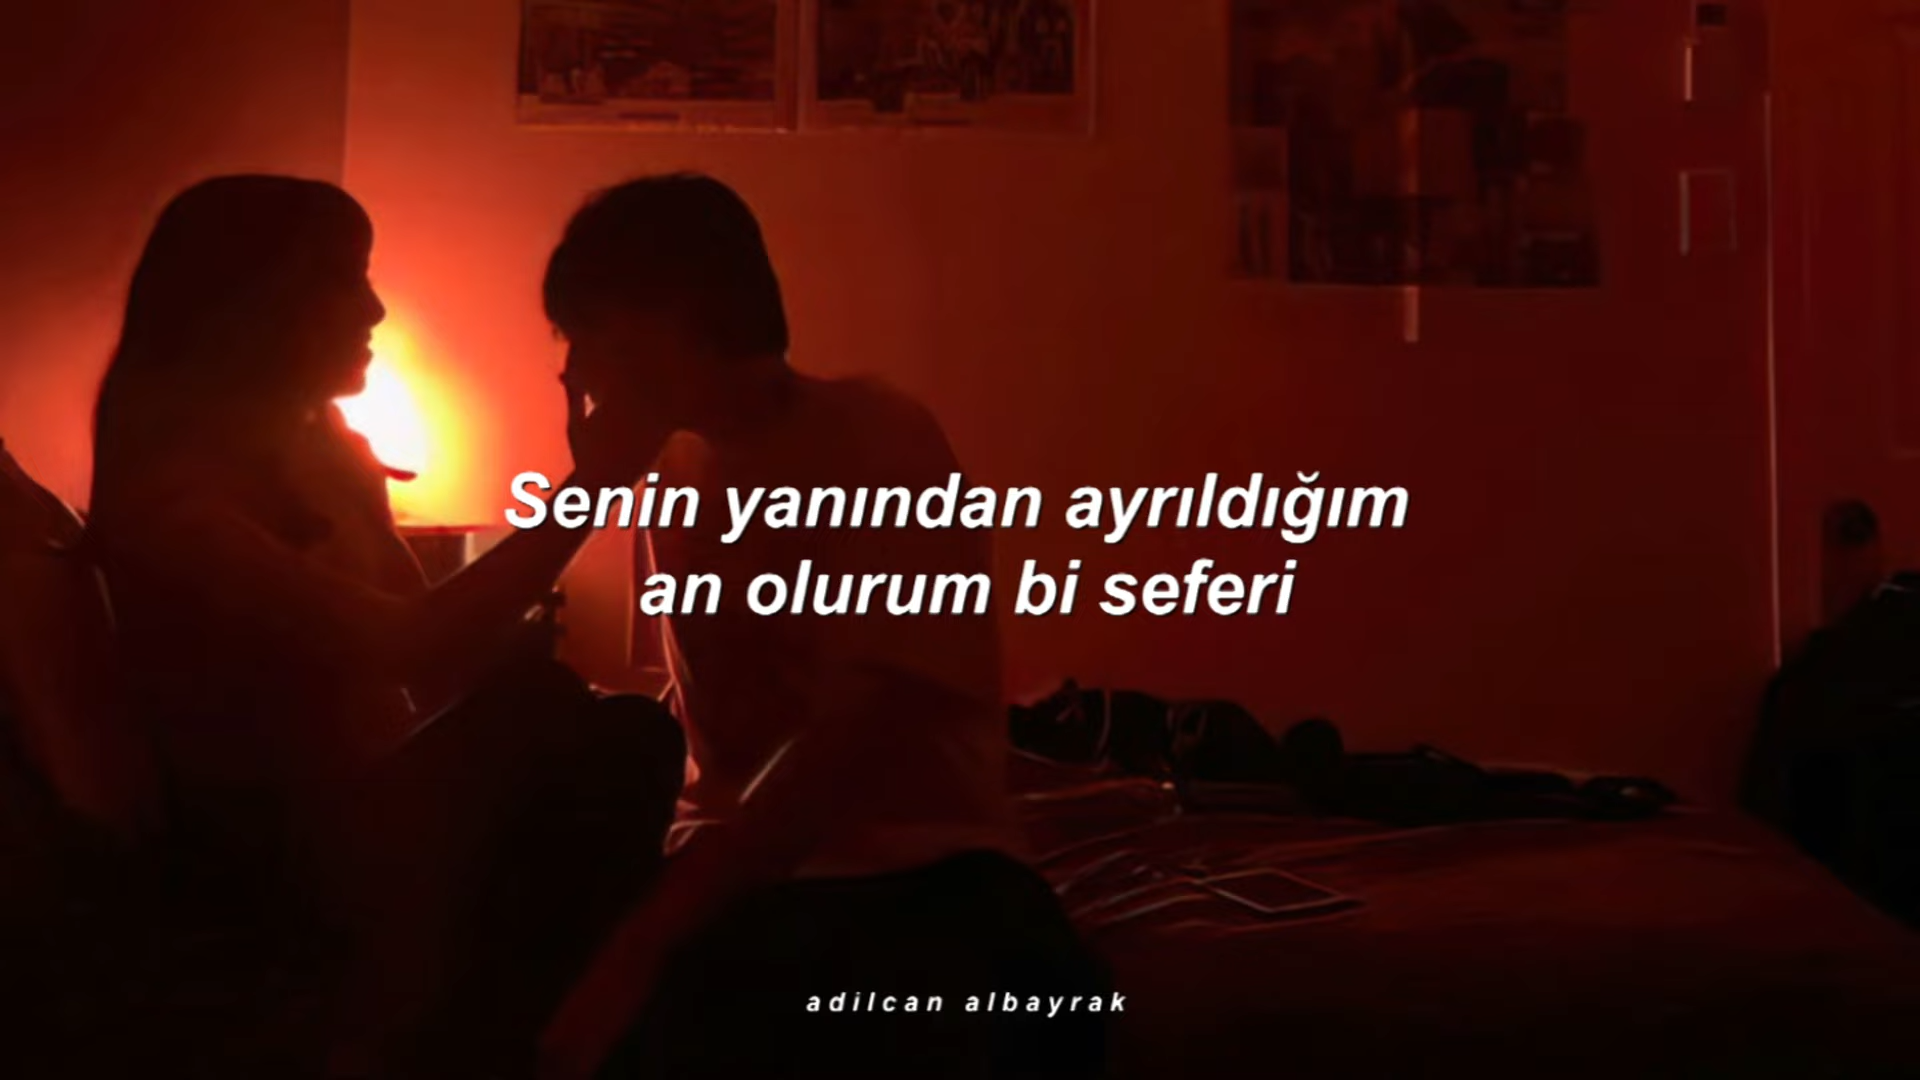 Senin yanından ayrıldığım
an olurum bi seferi
adilcan albayrak